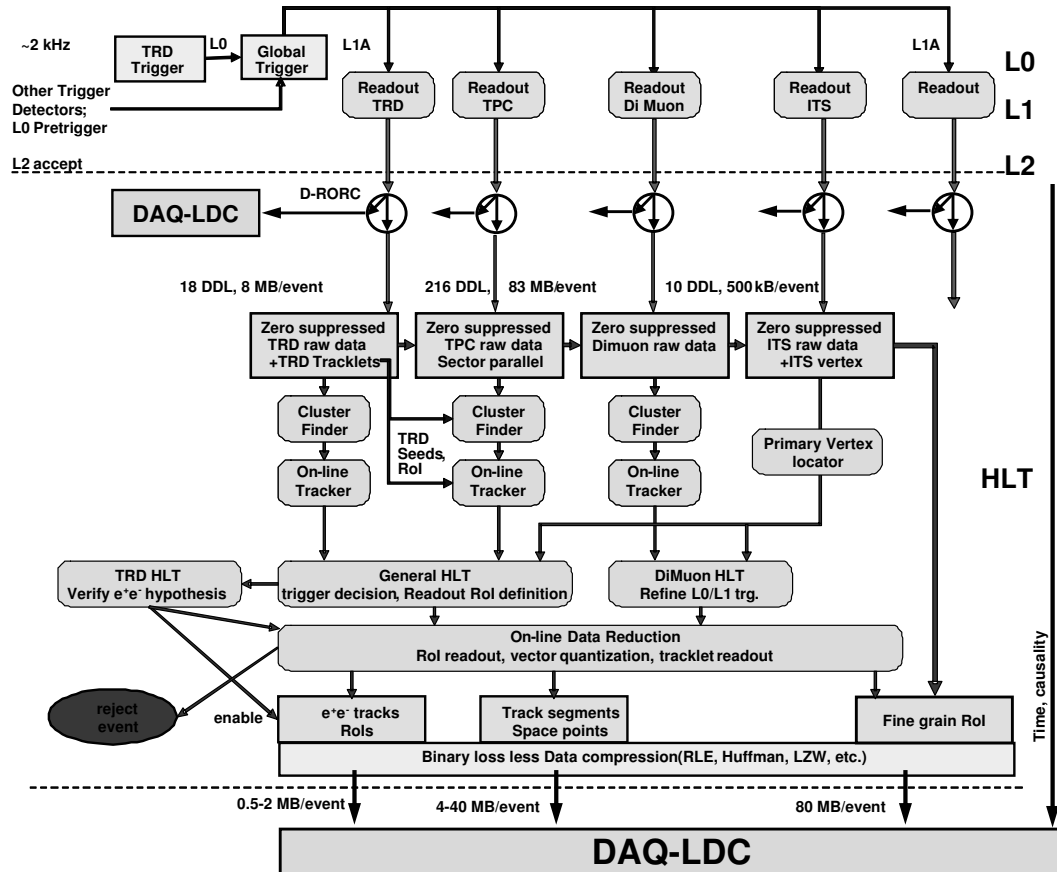 ~2 kHz
TRD
Trigger
L0
Global
Trigger
L1A
L1A
L0
Other Trigger
Detectors;
L0 Pretrigger
Readout
TRD
Readout
TPC
Readout
Di Muon
Readout
ITS
Readout
L1
L2 accept
L2
DAQ-LDC
D-RORC
18 DDL, 8 MB/event
216 DDL, 83 MB/event
10 DDL, 500 kB/event
Zero suppressed
TRD raw data
+TRD Tracklets
Zero suppressed
TPC raw data
Sector parallel
Zero suppressed
Dimuon raw data
Zero suppressed
ITS raw data
+ITS vertex
Cluster
Finder
TRD
Seeds,
RoI
Cluster
Finder
Cluster
Finder
Primary Vertex
locator
On-line
Tracker
On-line
Tracker
On-line
Tracker
HLT
TRD HLT
Verify e+e- hypothesis
General HLT
trigger decision, Readout RoI definition
DiMuon HLT
Refine L0/L1 trg.
On-line Data Reduction
RoI readout, vector quantization, tracklet readout
reject
event
enable
e+e- tracks
RoIs
Track segments
Space points
Fine grain RoI
Time, causality
Binary loss less Data compression(RLE, Huffman, LZW, etc.)
0.5-2 MB/event
4-40 MB/event
80 MB/event
DAQ-LDC